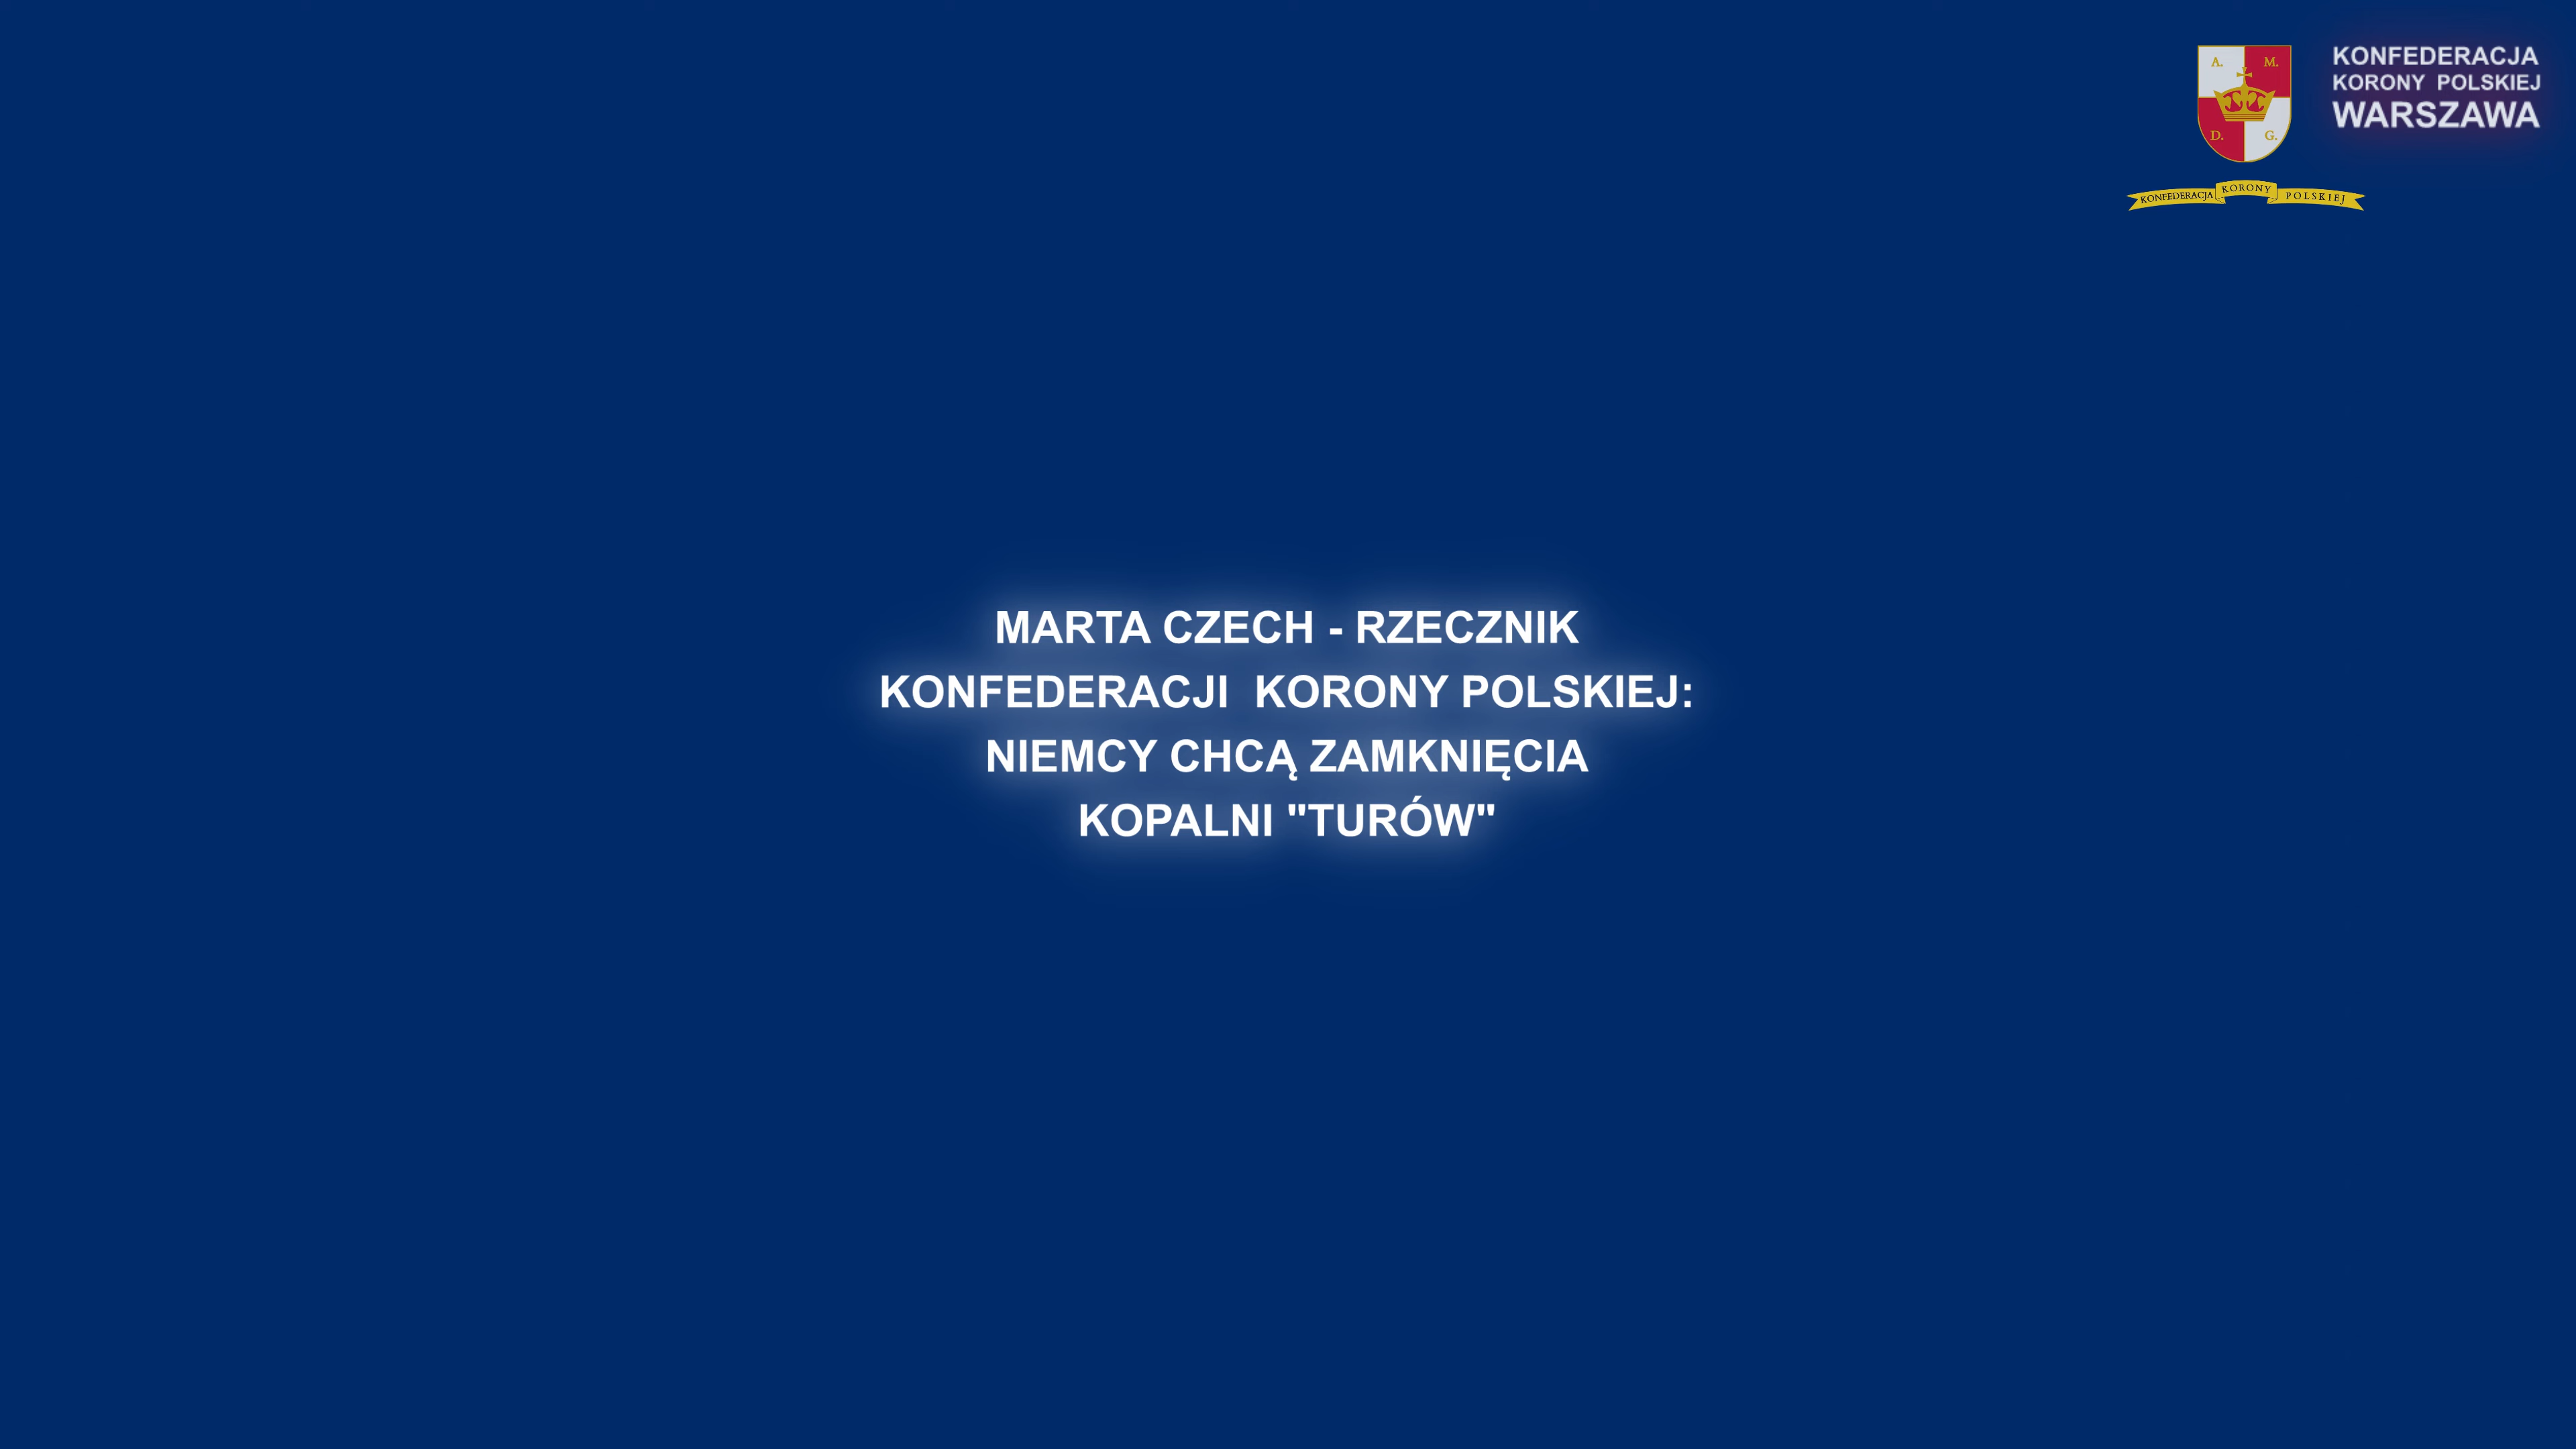 A. M.
D. G.
KONFEDERACJA KORONY POLSKIEJ
KONFEDERACJA
KORONY POLSKIEJ
WARSZAWA
MARTA CZECH - RZECZNIK
KONFEDERACJI KORONY POLSKIEJ:
NIEMCY CHCĄ ZAMKNIĘCIA
KOPALNI "TURÓW"